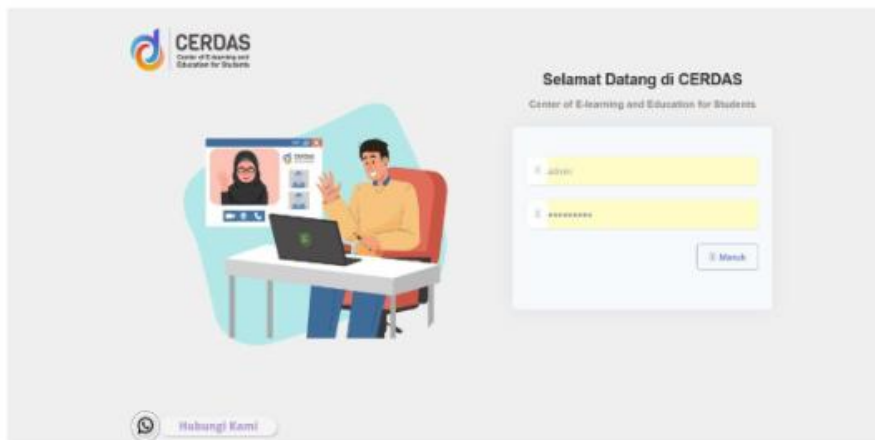 CERDAS
Center of E-learning and
Education for Students
Selamat Datang di CERDAS
Center of E-learning and Education for Students
CERDAS
admin
•••••••••
Masuk
Hubungi Kami